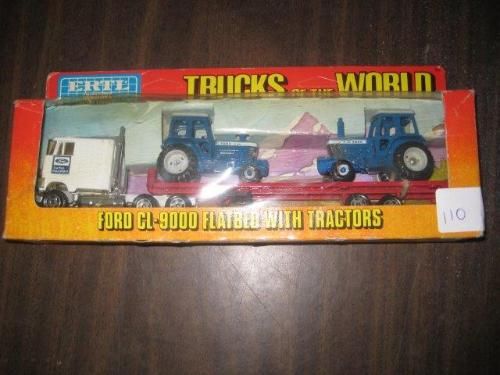 ERTL
TRUCKS OF THE WORLD
FORD CL-9000 FLATBED WITH TRACTORS
110